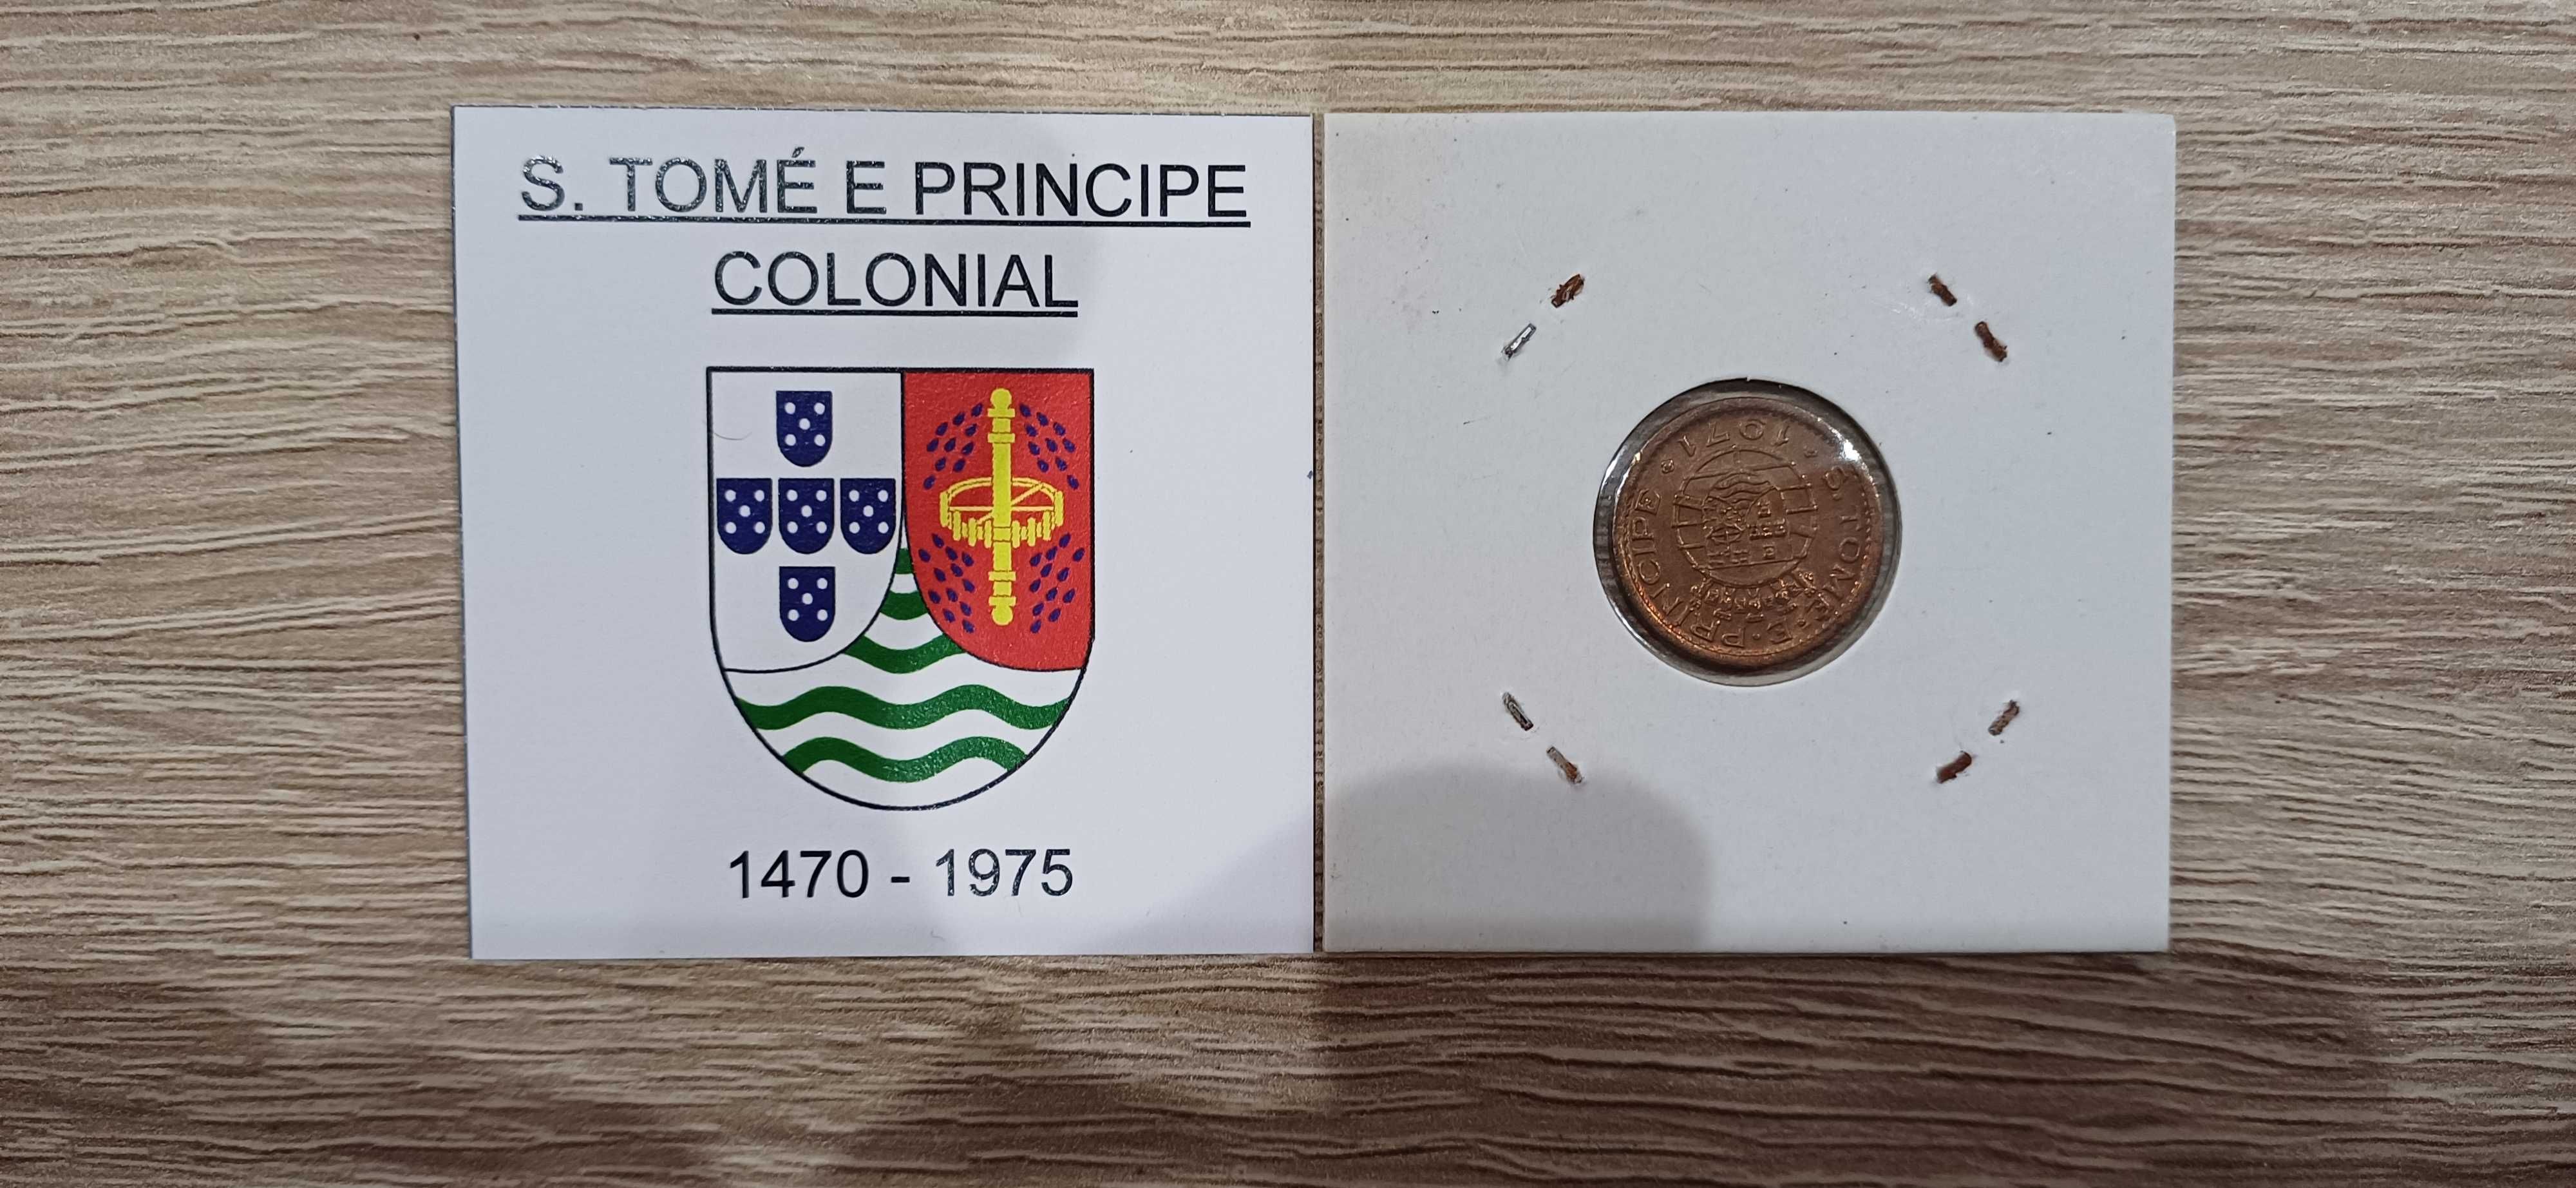 S. TOMÉ E PRINCIPE
COLONIAL
1470 - 1975
S. TOMÉ E PRINCIPE
1971